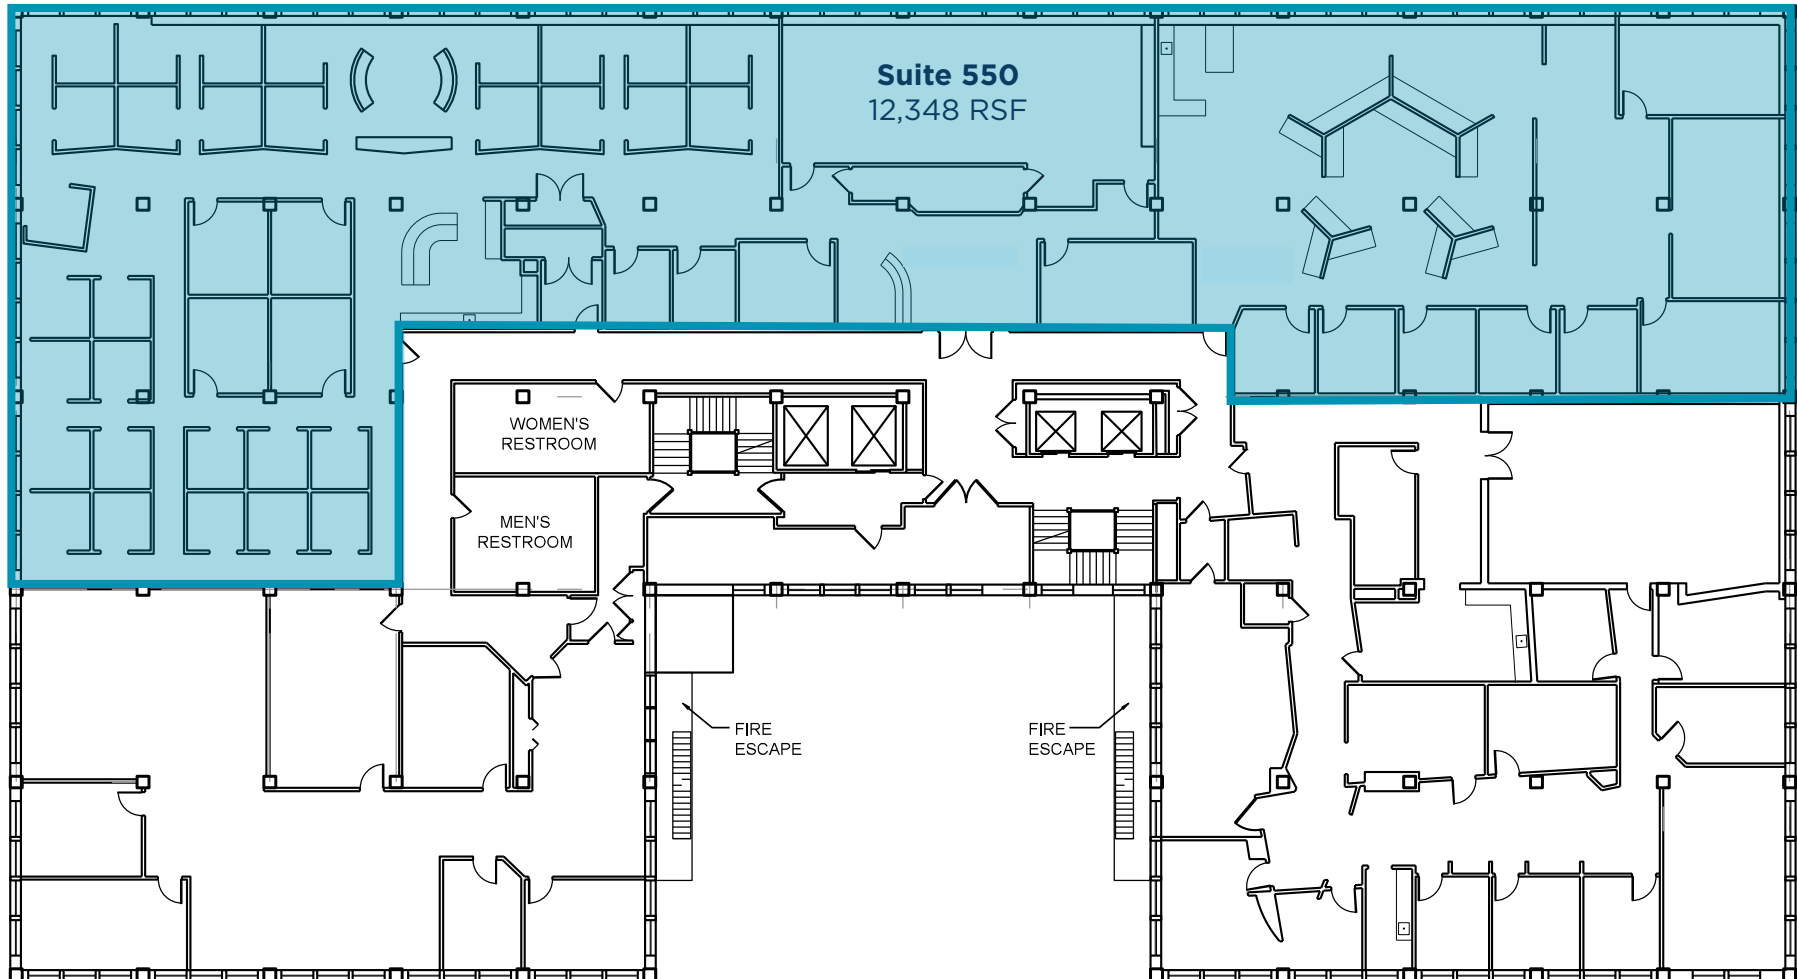 Suite 550
12,348 RSF
WOMEN'S
RESTROOM
MEN'S
RESTROOM
FIRE
ESCAPE
FIRE
ESCAPE